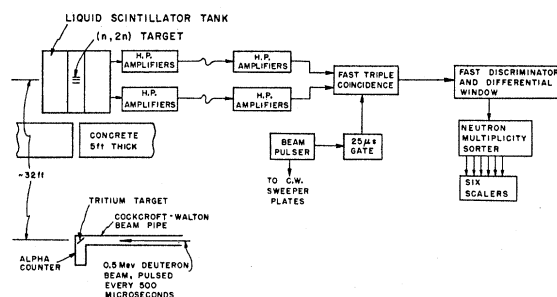 LIQUID SCINTILLATOR TANK
(n,2n) TARGET
H.P.
AMPLIFIERS
H.P.
AMPLIFIERS
H.P.
AMPLIFIERS
H.P.
AMPLIFIERS
FAST TRIPLE
COINCIDENCE
FAST DISCRIMINATOR
AND DIFFERENTIAL
WINDOW
CONCRETE
5ft THICK
BEAM
PULSER
25μs
GATE
NEUTRON
MULTIPLICITY
SORTER
~32ft
TO C.W.
SWEEPER
PLATES
SIX
SCALERS
TRITIUM TARGET
COCKCROFT-WALTON
BEAM PIPE
ALPHA
COUNTER
0.5 Mev DEUTERON
BEAM, PULSED
EVERY 500
MICROSECONDS